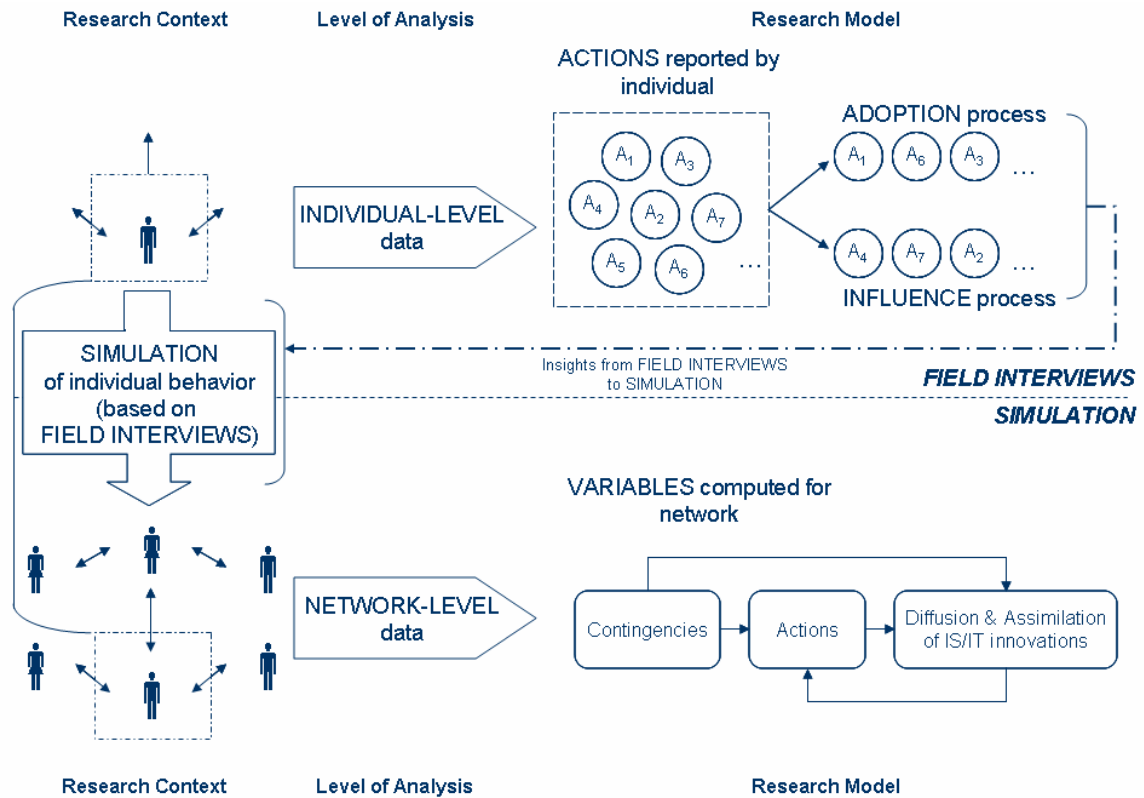 Research Context
Level of Analysis
Research Model
ACTIONS reported by
individual
ADOPTION process
A1
A3
A4
A2
A7
A5
A6
...
A1 A6 A3 ...
A4 A7 A2 ...
INFLUENCE process
INDIVIDUAL-LEVEL
data
SIMULATION
of individual behavior
(based on
FIELD INTERVIEWS)
Insights from FIELD INTERVIEWS
to SIMULATION
FIELD INTERVIEWS
SIMULATION
VARIABLES computed for
network
NETWORK-LEVEL
data
Contingencies
Actions
Diffusion & Assimilation
of IS/IT innovations
Research Context
Level of Analysis
Research Model